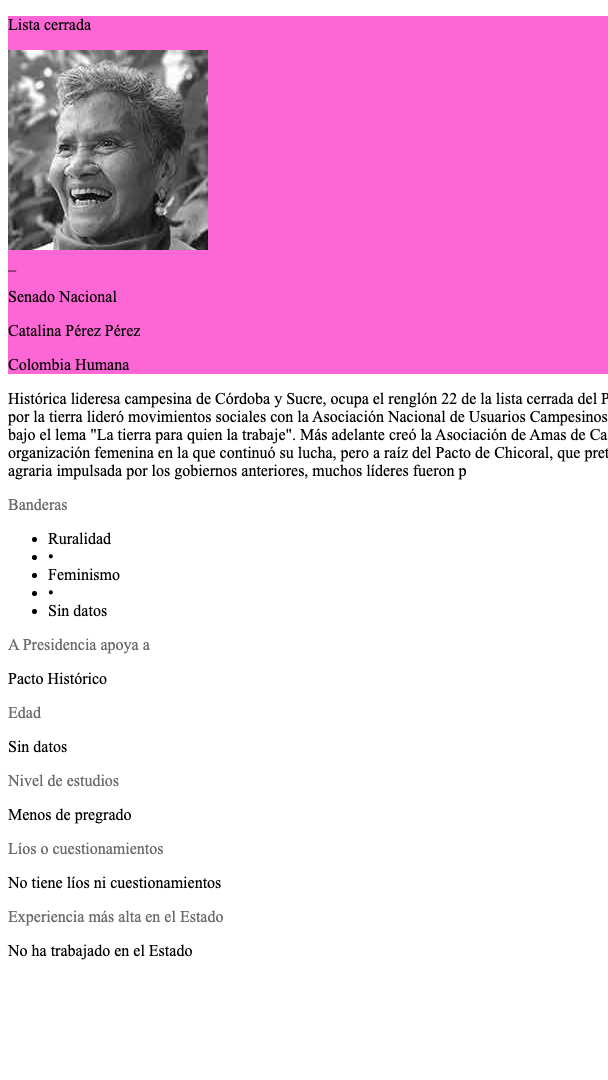 Lista cerrada
_
Senado Nacional
Catalina Pérez Pérez
Colombia Humana
Histórica lideresa campesina de Córdoba y Sucre, ocupa el renglón 22 de la lista cerrada del P
por la tierra lideró movimientos sociales con la Asociación Nacional de Usuarios Campesinos
bajo el lema "La tierra para quien la trabaje". Más adelante creó la Asociación de Amas de Ca
organización femenina en la que continuó su lucha, pero a raíz del Pacto de Chicoral, que pret
agraria impulsada por los gobiernos anteriores, muchos líderes fueron p
Banderas
• Ruralidad
• •
• Feminismo
• •
• Sin datos
A Presidencia apoya a
Pacto Histórico
Edad
Sin datos
Nivel de estudios
Menos de pregrado
Líos o cuestionamientos
No tiene líos ni cuestionamientos
Experiencia más alta en el Estado
No ha trabajado en el Estado